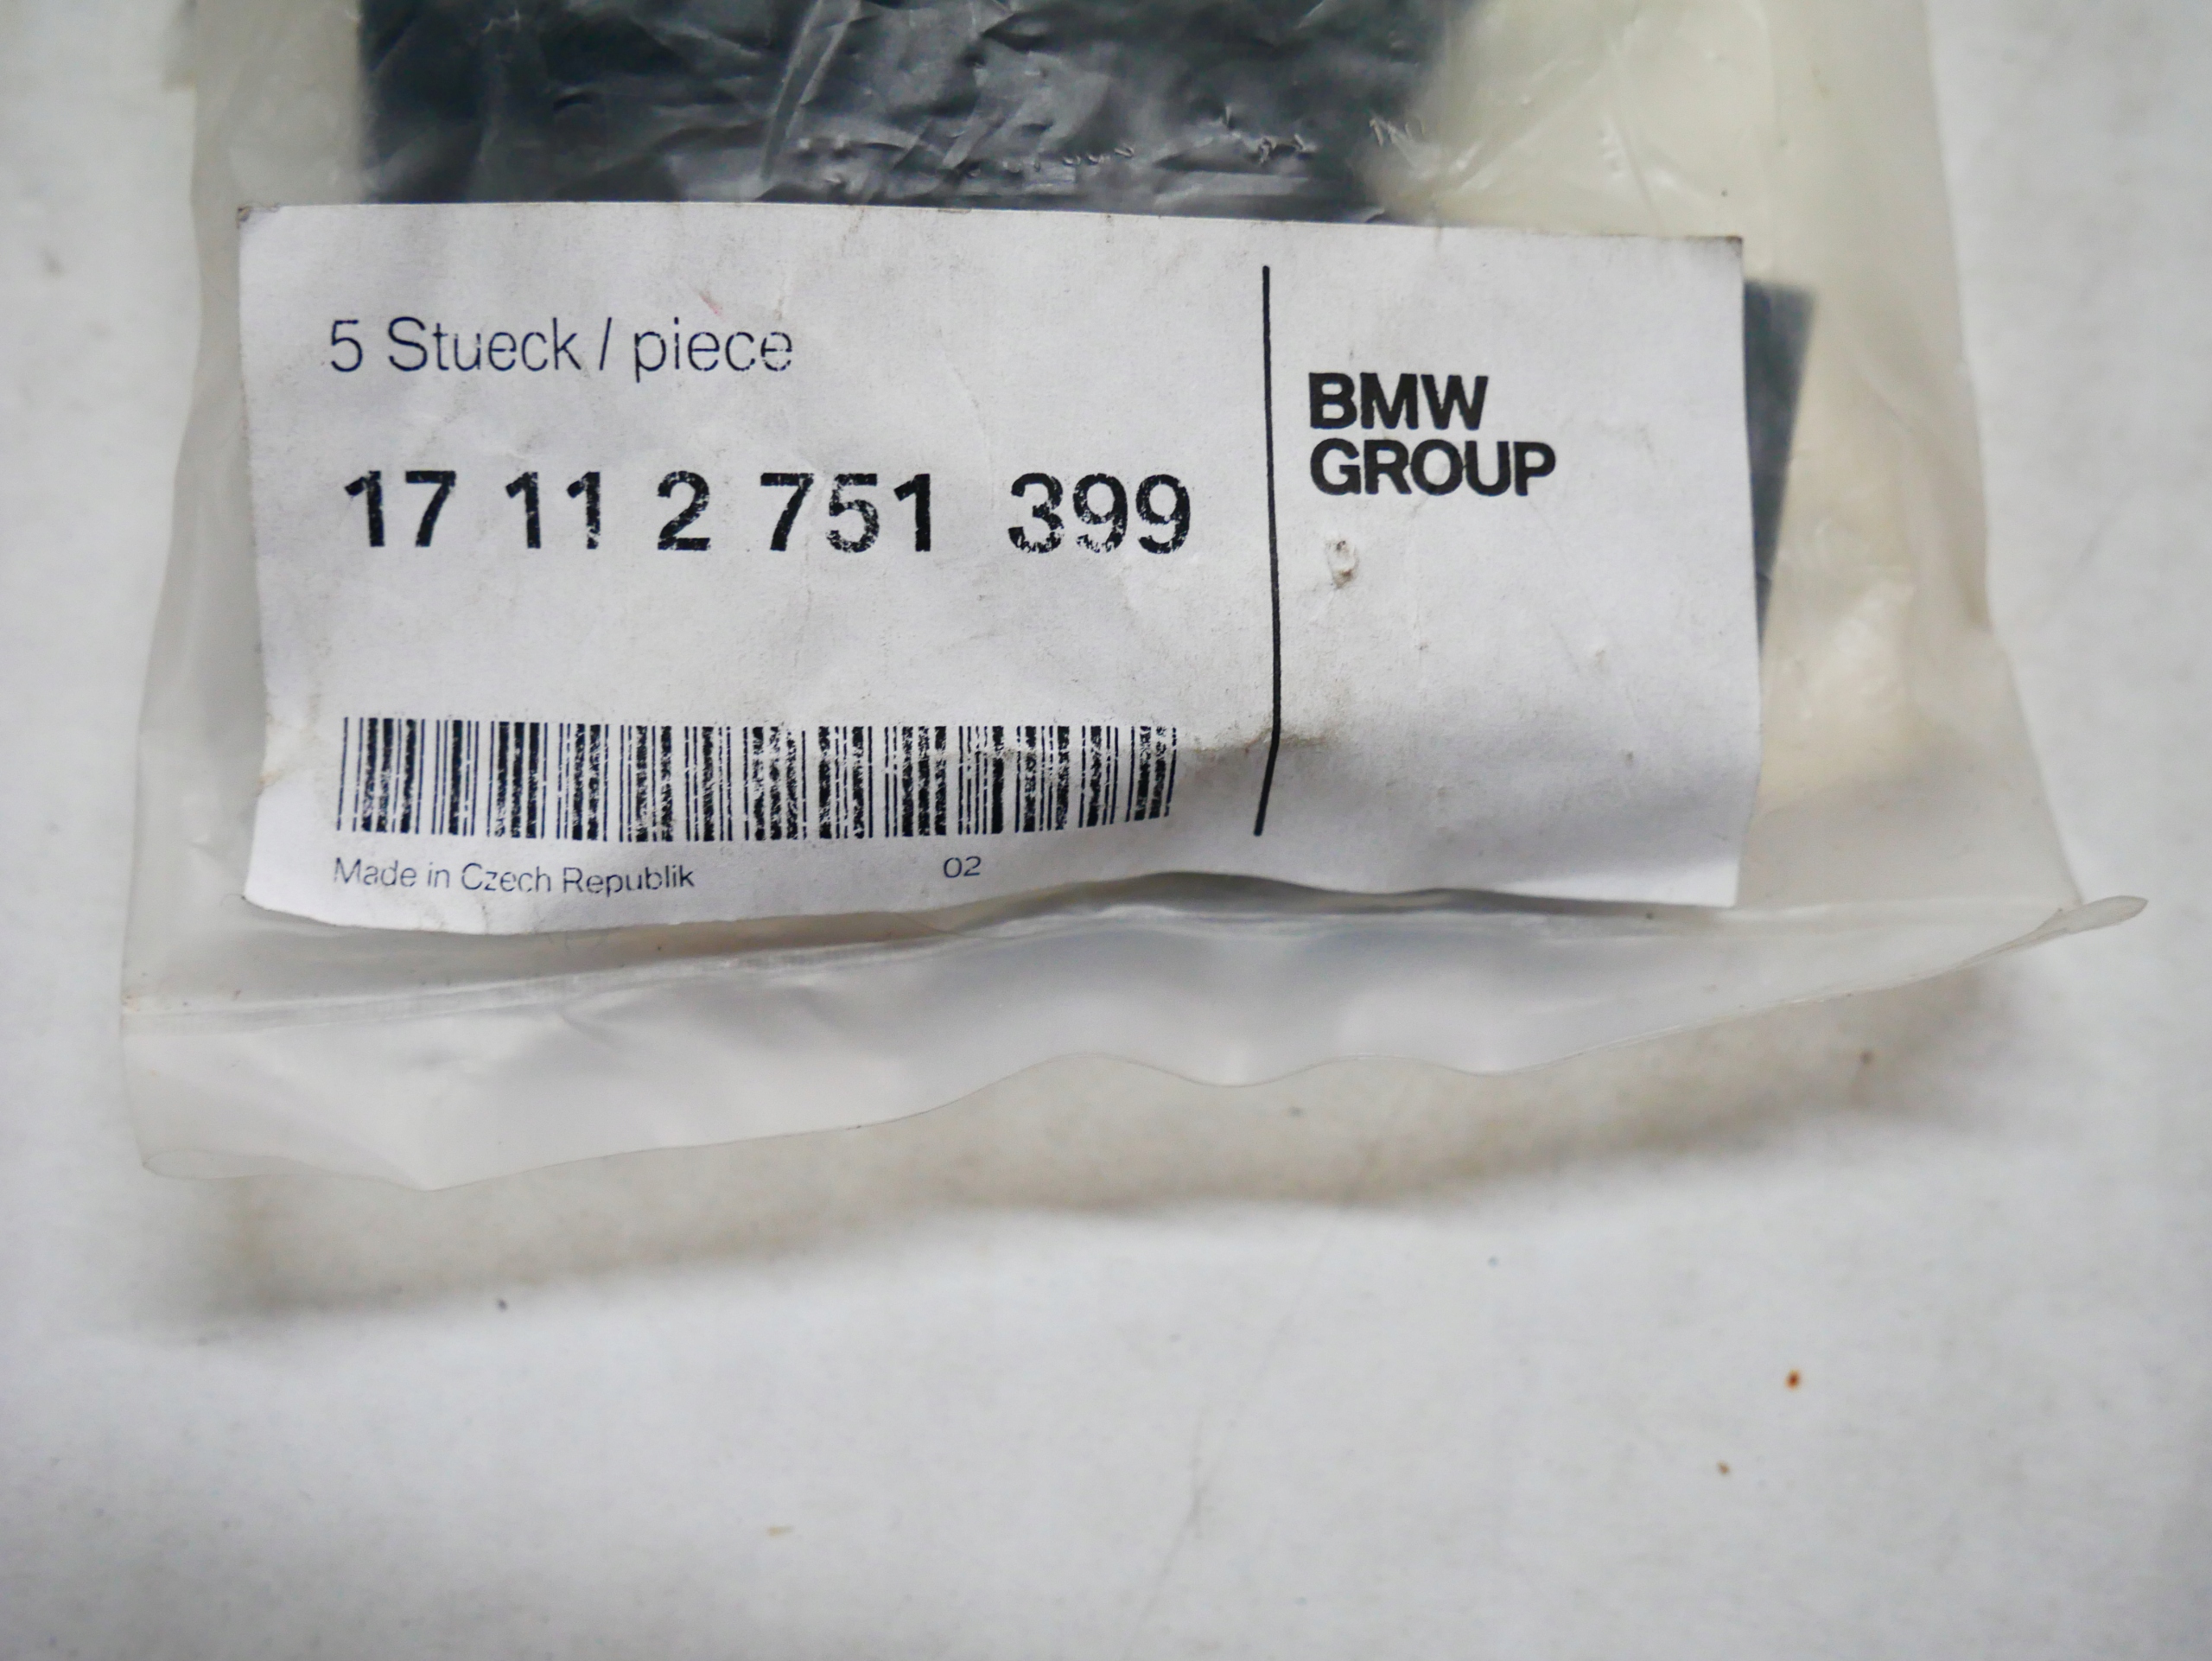 5 Stueck / piece
17 11 2 751 399
BMW
GROUP
Made in Czech Republik 02